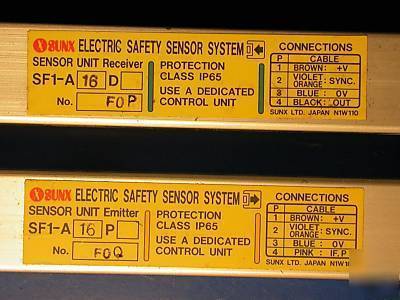 SUNX ELECTRIC SAFETY SENSOR SYSTEM
SENSOR UNIT Receiver
SF1-A 16 D
No. FOP
PROTECTION
CLASS IP65
USE A DEDICATED
CONTROL UNIT
CONNECTIONS
P CABLE
1 BROWN: +V
2 VIOLET: SYNC.
ORANGE:
3 BLUE: 0V
4 BLACK: OUT
SUNX LTD. JAPAN N1W110
SUNX ELECTRIC SAFETY SENSOR SYSTEM
SENSOR UNIT Emitter
SF1-A 16 P
No. FOQ
PROTECTION
CLASS IP65
USE A DEDICATED
CONTROL UNIT
CONNECTIONS
P CABLE
1 BROWN: +V
2 VIOLET: SYNC.
ORANGE:
3 BLUE: 0V
4 PINK: IF,P
SUNX LTD. JAPAN N1W110